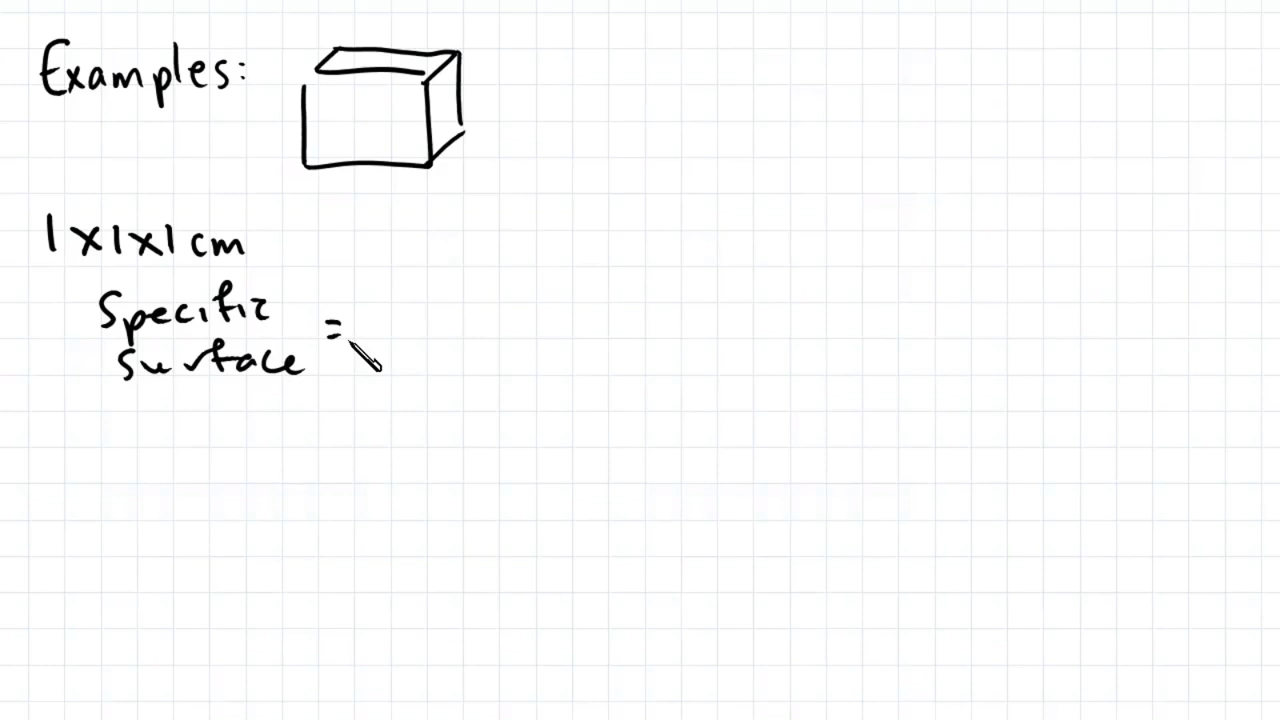 Examples:
1x1x1 cm
Specific
surface =